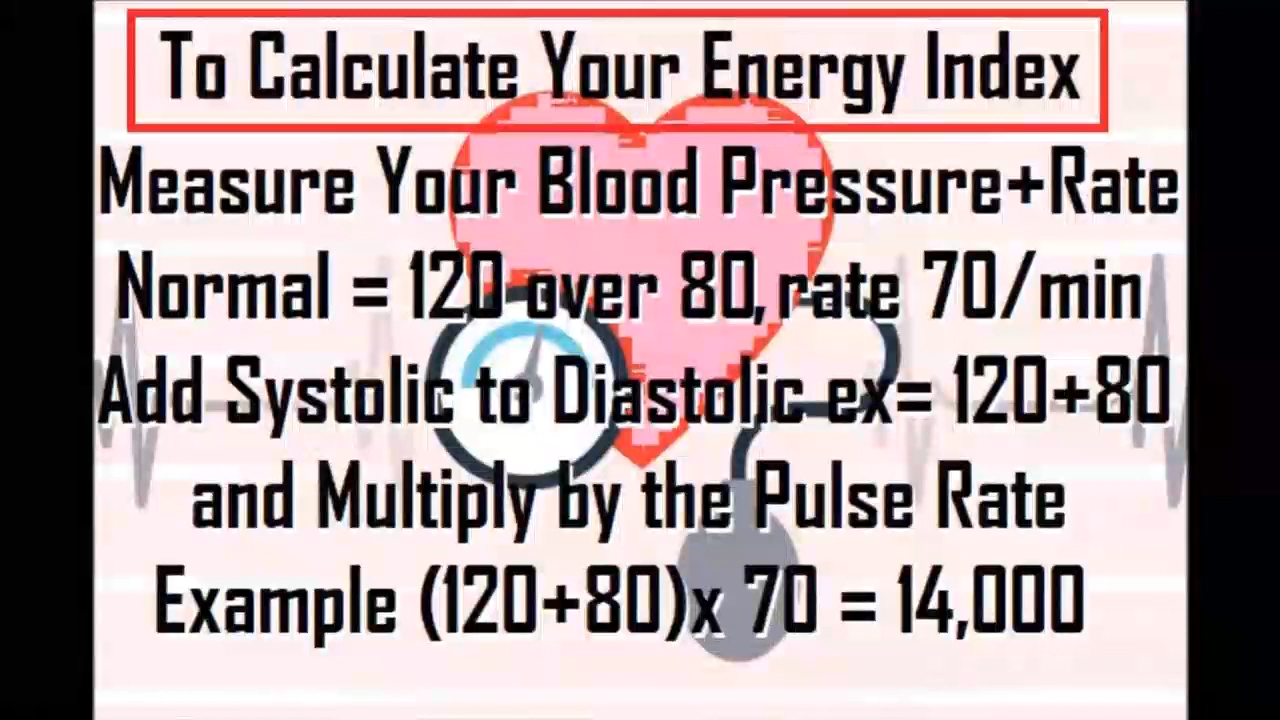 To Calculate Your Energy Index
Measure Your Blood Pressure+Rate
Normal = 120 over 80, rate 70/min
Add Systolic to Diastolic ex= 120+80
and Multiply by the Pulse Rate
Example (120+80)x 70 = 14,000